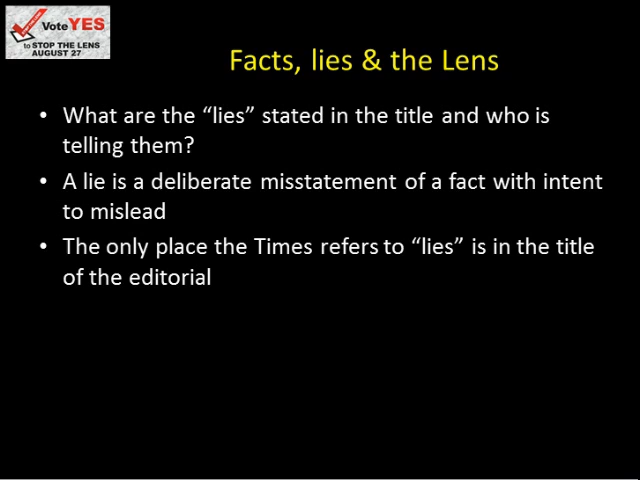 Vote YES
to STOP THE LENS
AUGUST 27
Facts, lies & the Lens
• What are the “lies” stated in the title and who is
telling them?
• A lie is a deliberate misstatement of a fact with intent
to mislead
• The only place the Times refers to “lies” is in the title
of the editorial